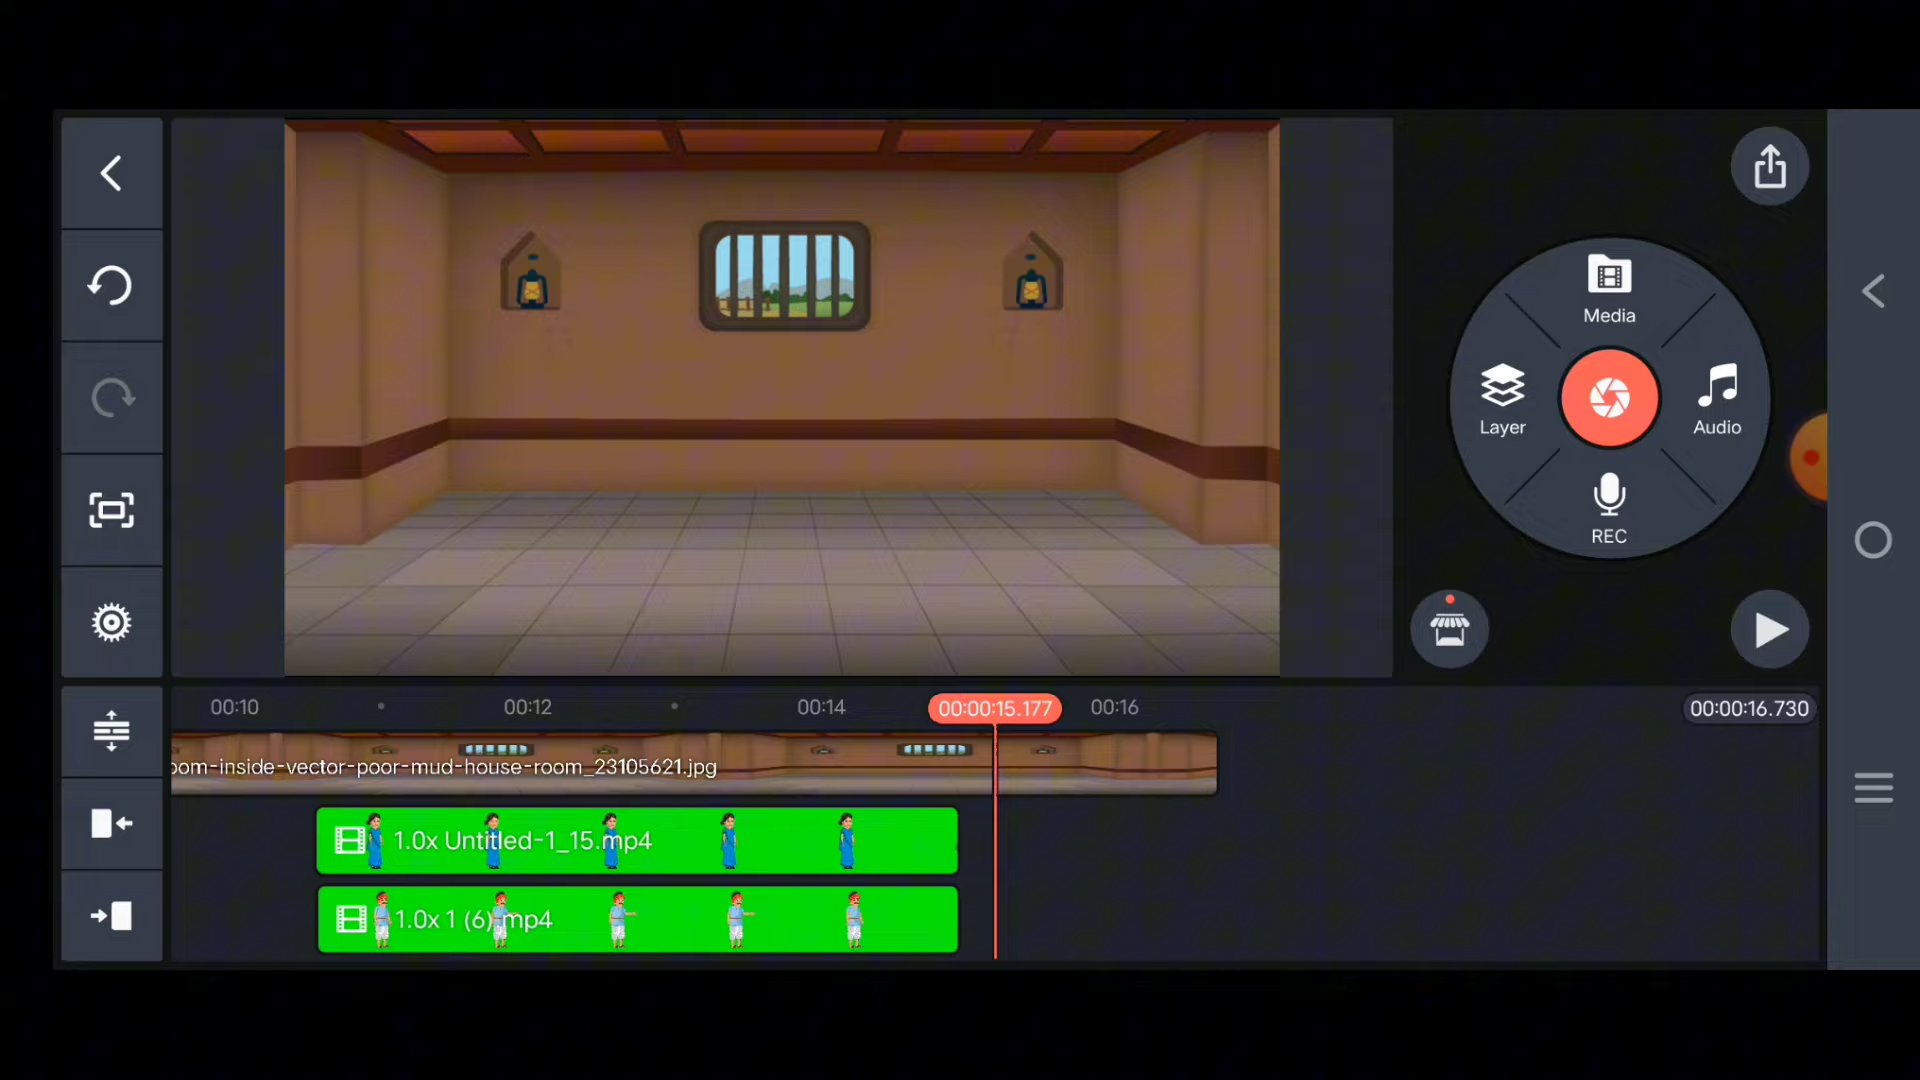 Media
Layer
Audio
REC
00:10
00:12
00:14
00:00:15.177
00:16
00:00:16.730
oom-inside-vector-poor-mud-house-room_23105621.jpg
1.0x Untitled-1_15.mp4
1.0x 1 (6).mp4